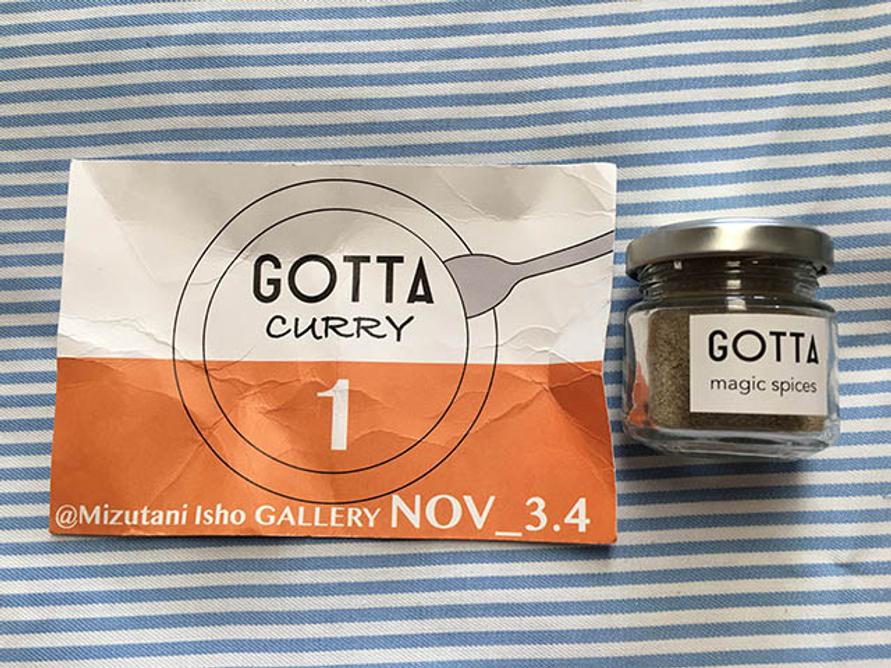 GOTTA
CURRY
1
@Mizutani Isho GALLERY NOV_3.4
GOTTA
magic spices